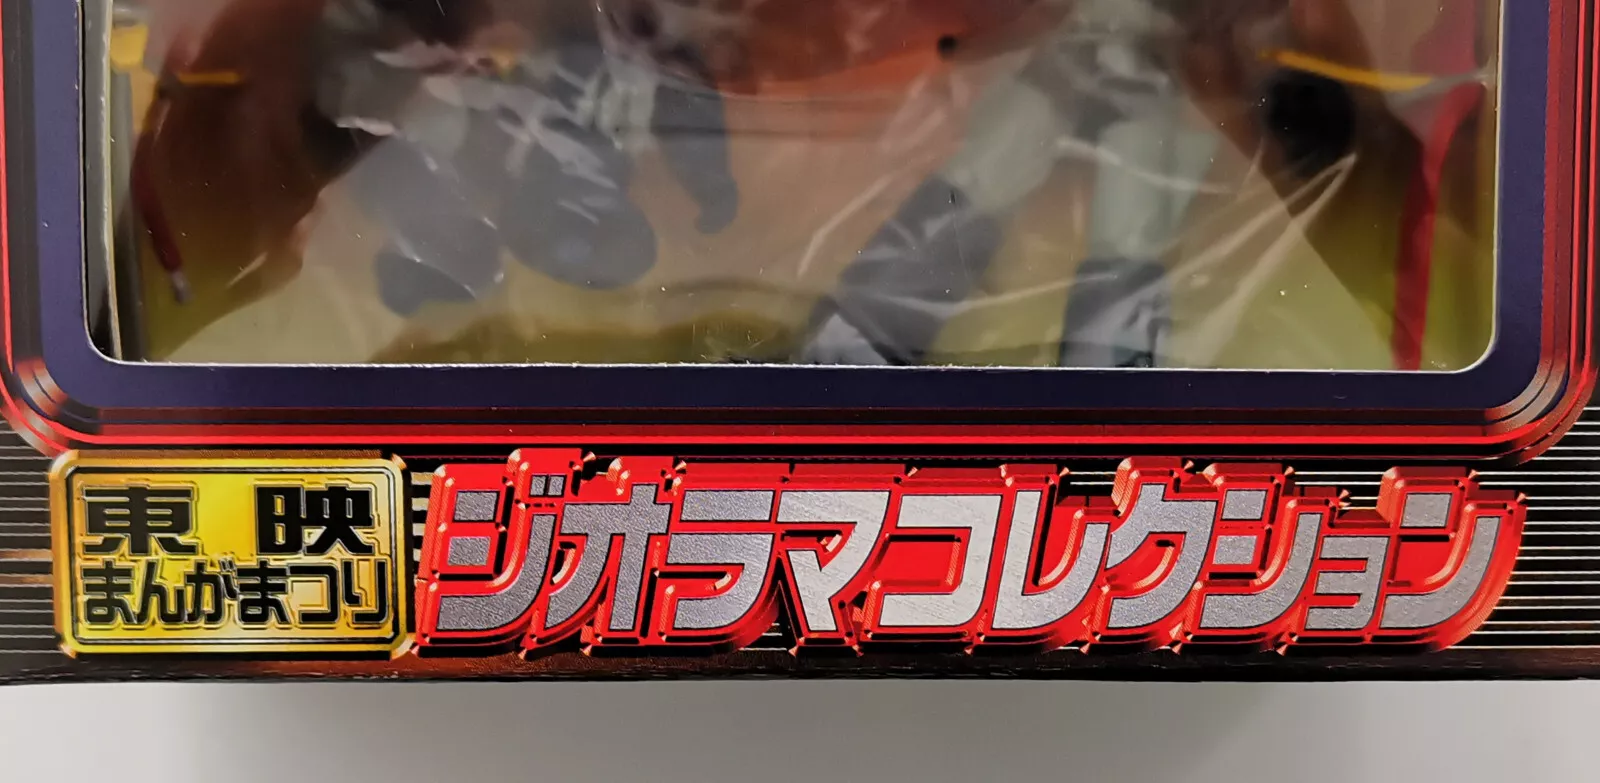 東映
まんがまつり
ジオラマコレクション